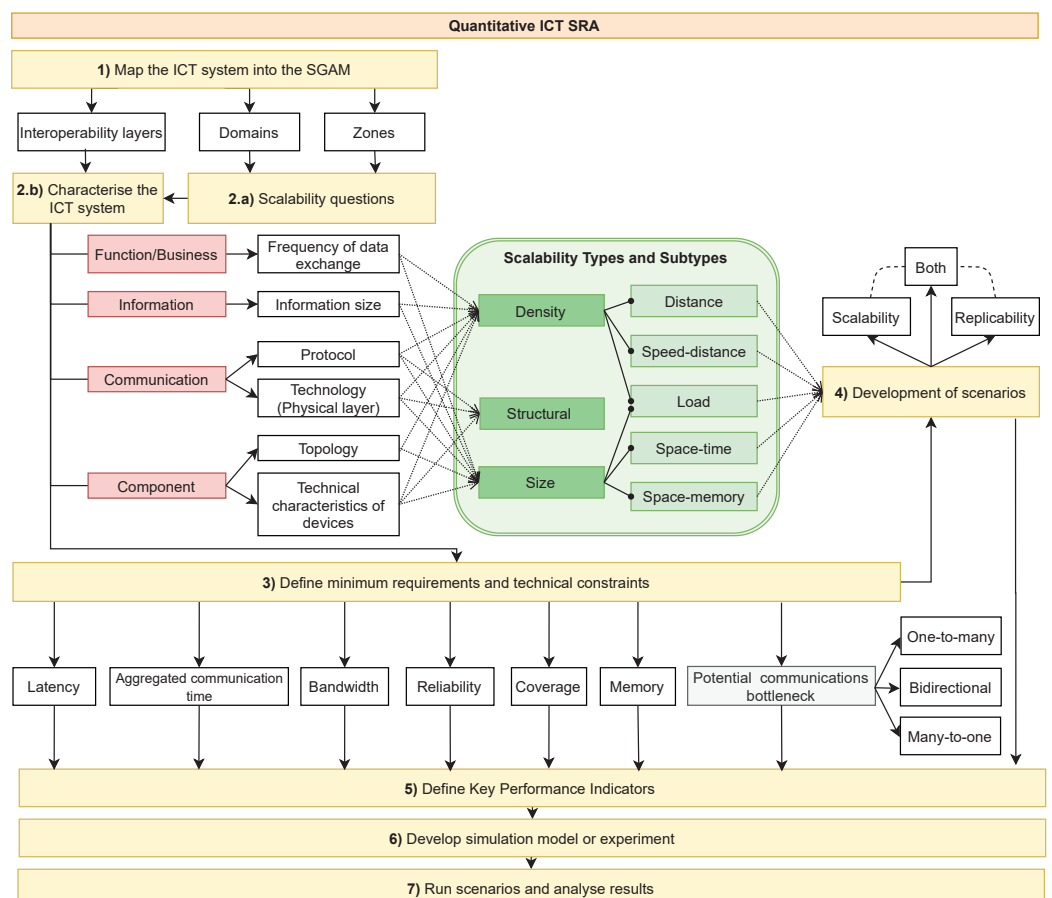 Quantitative ICT SRA
1) Map the ICT system into the SGAM
Interoperability layers
Domains
Zones
2.b) Characterise the
ICT system
2.a) Scalability questions
Function/Business
Frequency of data
exchange
Information
Information size
Communication
Protocol
Technology
(Physical layer)
Component
Topology
Technical
characteristics of
devices
Scalability Types and Subtypes
Density
Structural
Size
Distance
Speed-distance
Load
Space-time
Space-memory
Both
Scalability
Replicability
4) Development of scenarios
3) Define minimum requirements and technical constraints
Latency
Aggregated communication
time
Bandwidth
Reliability
Coverage
Memory
Potential communications
bottleneck
One-to-many
Bidirectional
Many-to-one
5) Define Key Performance Indicators
6) Develop simulation model or experiment
7) Run scenarios and analyse results